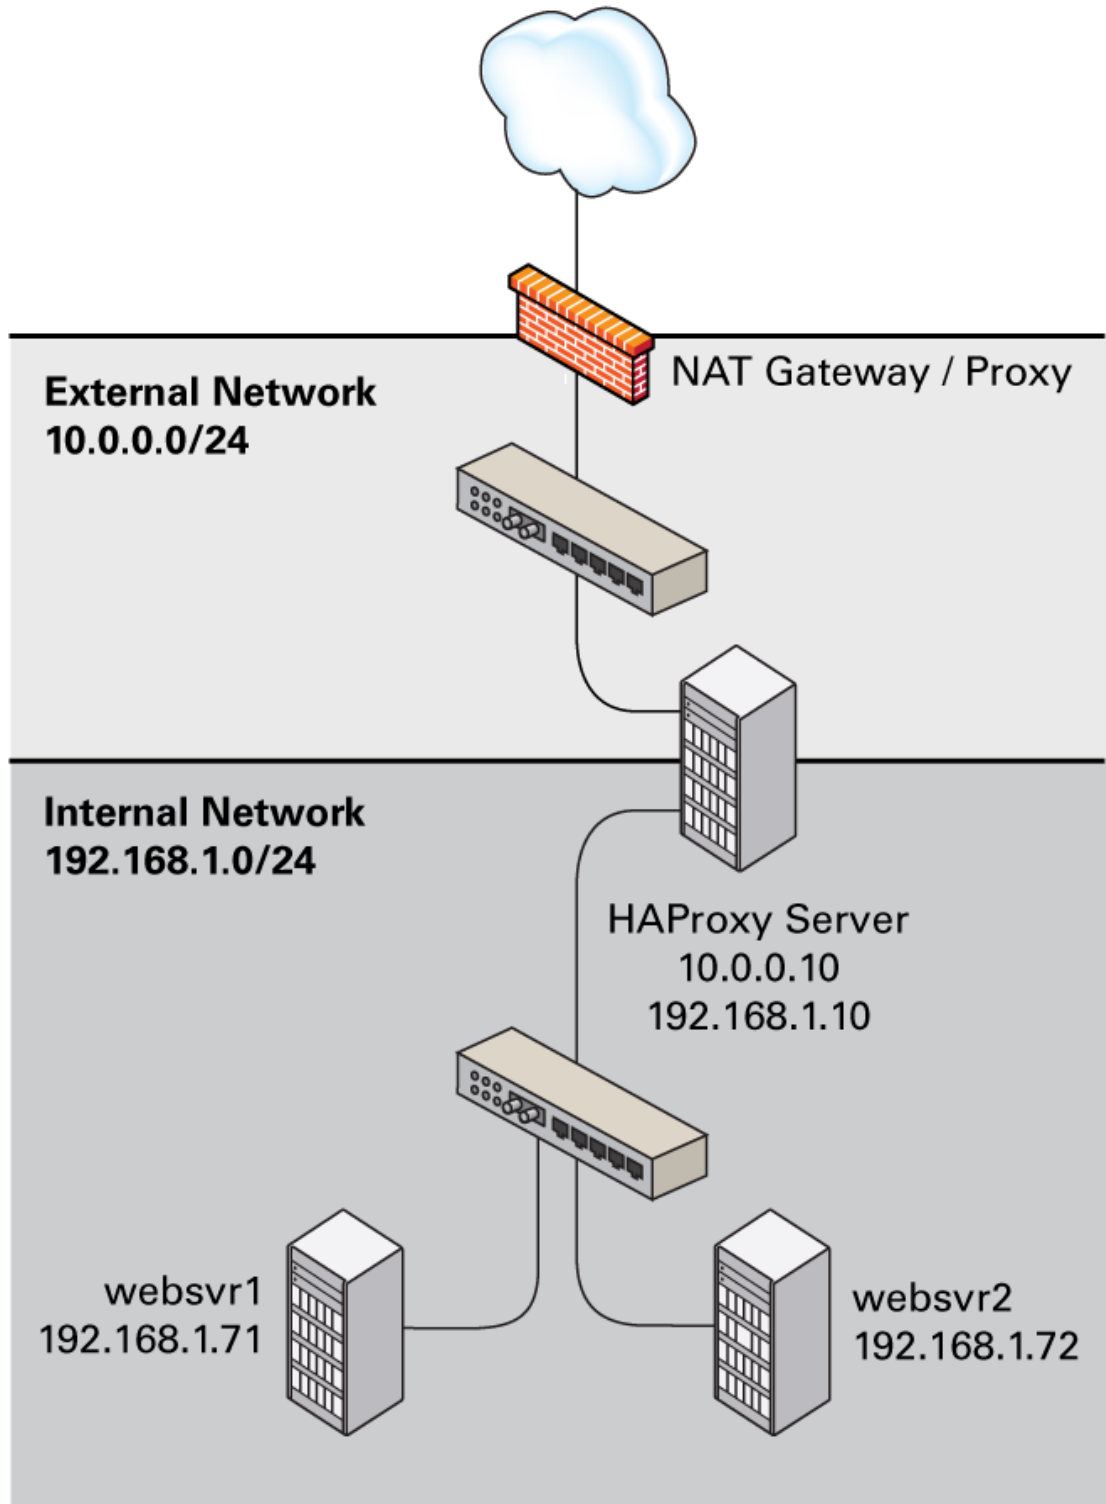 NAT Gateway / Proxy
External Network
10.0.0.0/24
Internal Network
192.168.1.0/24
HAProxy Server
10.0.0.10
192.168.1.10
websvr1
192.168.1.71
websvr2
192.168.1.72